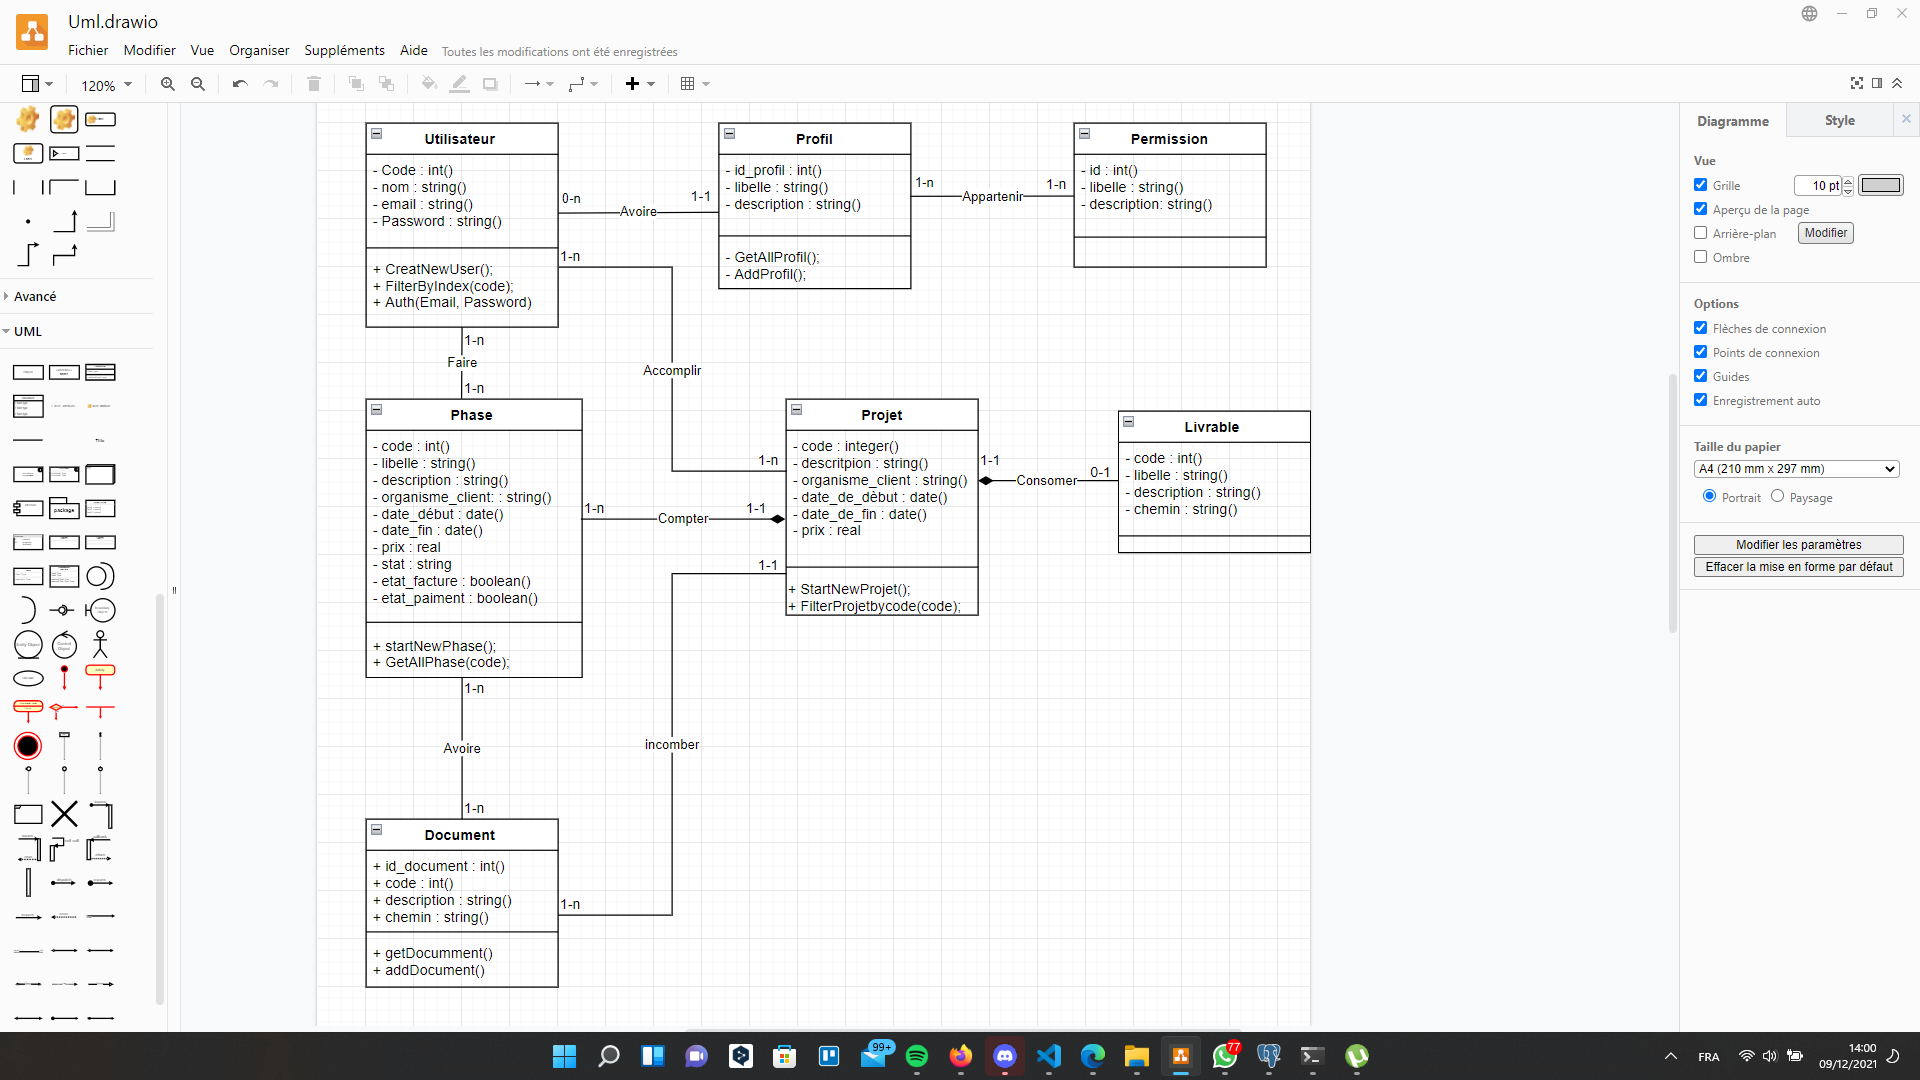 Uml.drawio
Fichier Modifier Vue Organiser Suppléments Aide Toutes les modifications ont été enregistrées
120%
Avancé
UML
package
Utilisateur
- Code : int()
- nom : string()
- email : string()
- Password : string()
+ CreatNewUser();
+ FilterByIndex(code);
+ Auth(Email, Password)
0-n
Avoire
1-1
Profil
- id_profil : int()
- libelle : string()
- description : string()
- GetAllProfil();
- AddProfil();
1-n
Appartenir
1-n
Permission
- id : int()
- libelle : string()
- description: string()
1-n
Accomplir
1-n
1-n
Faire
1-n
Phase
- code : int()
- libelle : string()
- description : string()
- organisme_client: : string()
- date_début : date()
- date_fin : date()
- prix : real
- stat : string
- etat_facture : boolean()
- etat_paiment : boolean()
+ startNewPhase();
+ GetAllPhase(code);
1-n
Compter
1-1
Projet
- code : integer()
- descritpion : string()
- organisme_client : string()
- date_de_dèbut : date()
- date_de_fin : date()
- prix : real
+ StartNewProjet();
+ FilterProjetbycode(code);
1-1
Consomer
0-1
Livrable
- code : int()
- libelle : string()
- description : string()
- chemin : string()
1-1
incomber
1-n
1-n
Avoire
1-n
Document
+ id_document : int()
+ code : int()
+ description : string()
+ chemin : string()
+ getDocumment()
+ addDocument()
Diagramme Style
Vue
Grille 10 pt
Aperçu de la page
Arrière-plan Modifier
Ombre
Options
Flèches de connexion
Points de connexion
Guides
Enregistrement auto
Taille du papier
A4 (210 mm x 297 mm)
Portrait Paysage
Modifier les paramètres
Effacer la mise en forme par défaut
99+
77
FRA
14:00
09/12/2021